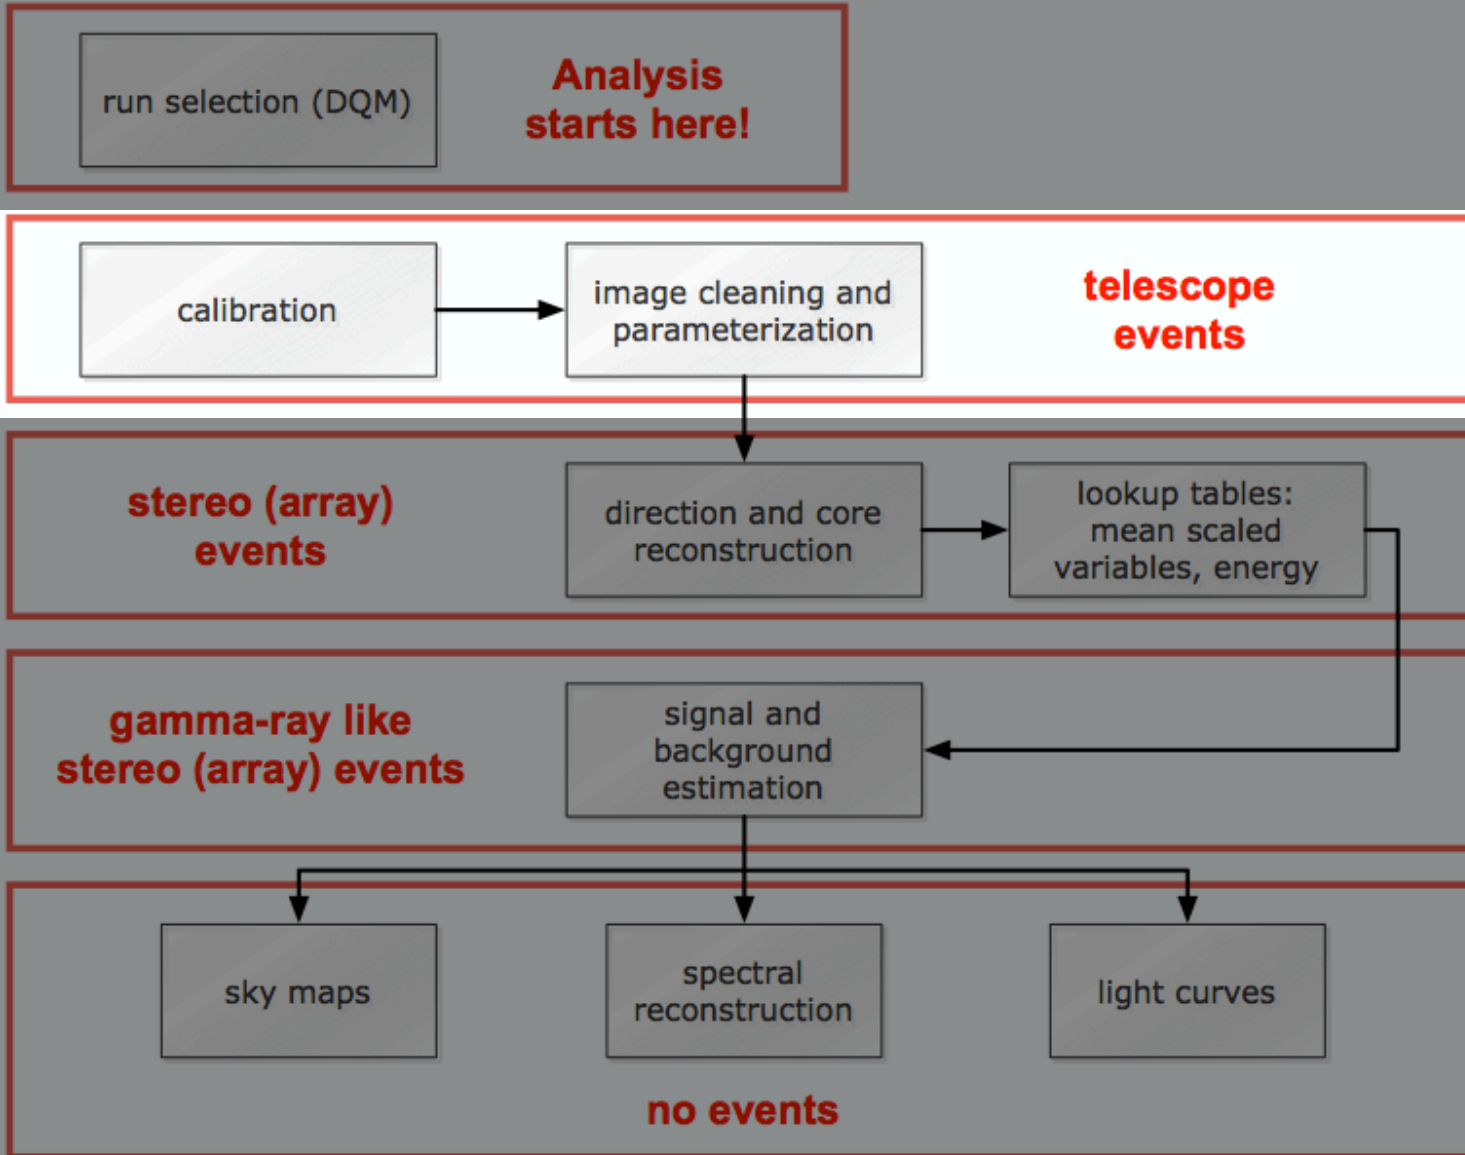 run selection (DQM)
Analysis
starts here!
calibration
image cleaning and
parameterization
telescope
events
stereo (array)
events
direction and core
reconstruction
lookup tables:
mean scaled
variables, energy
gamma-ray like
stereo (array) events
signal and
background
estimation
sky maps
spectral
reconstruction
light curves
no events